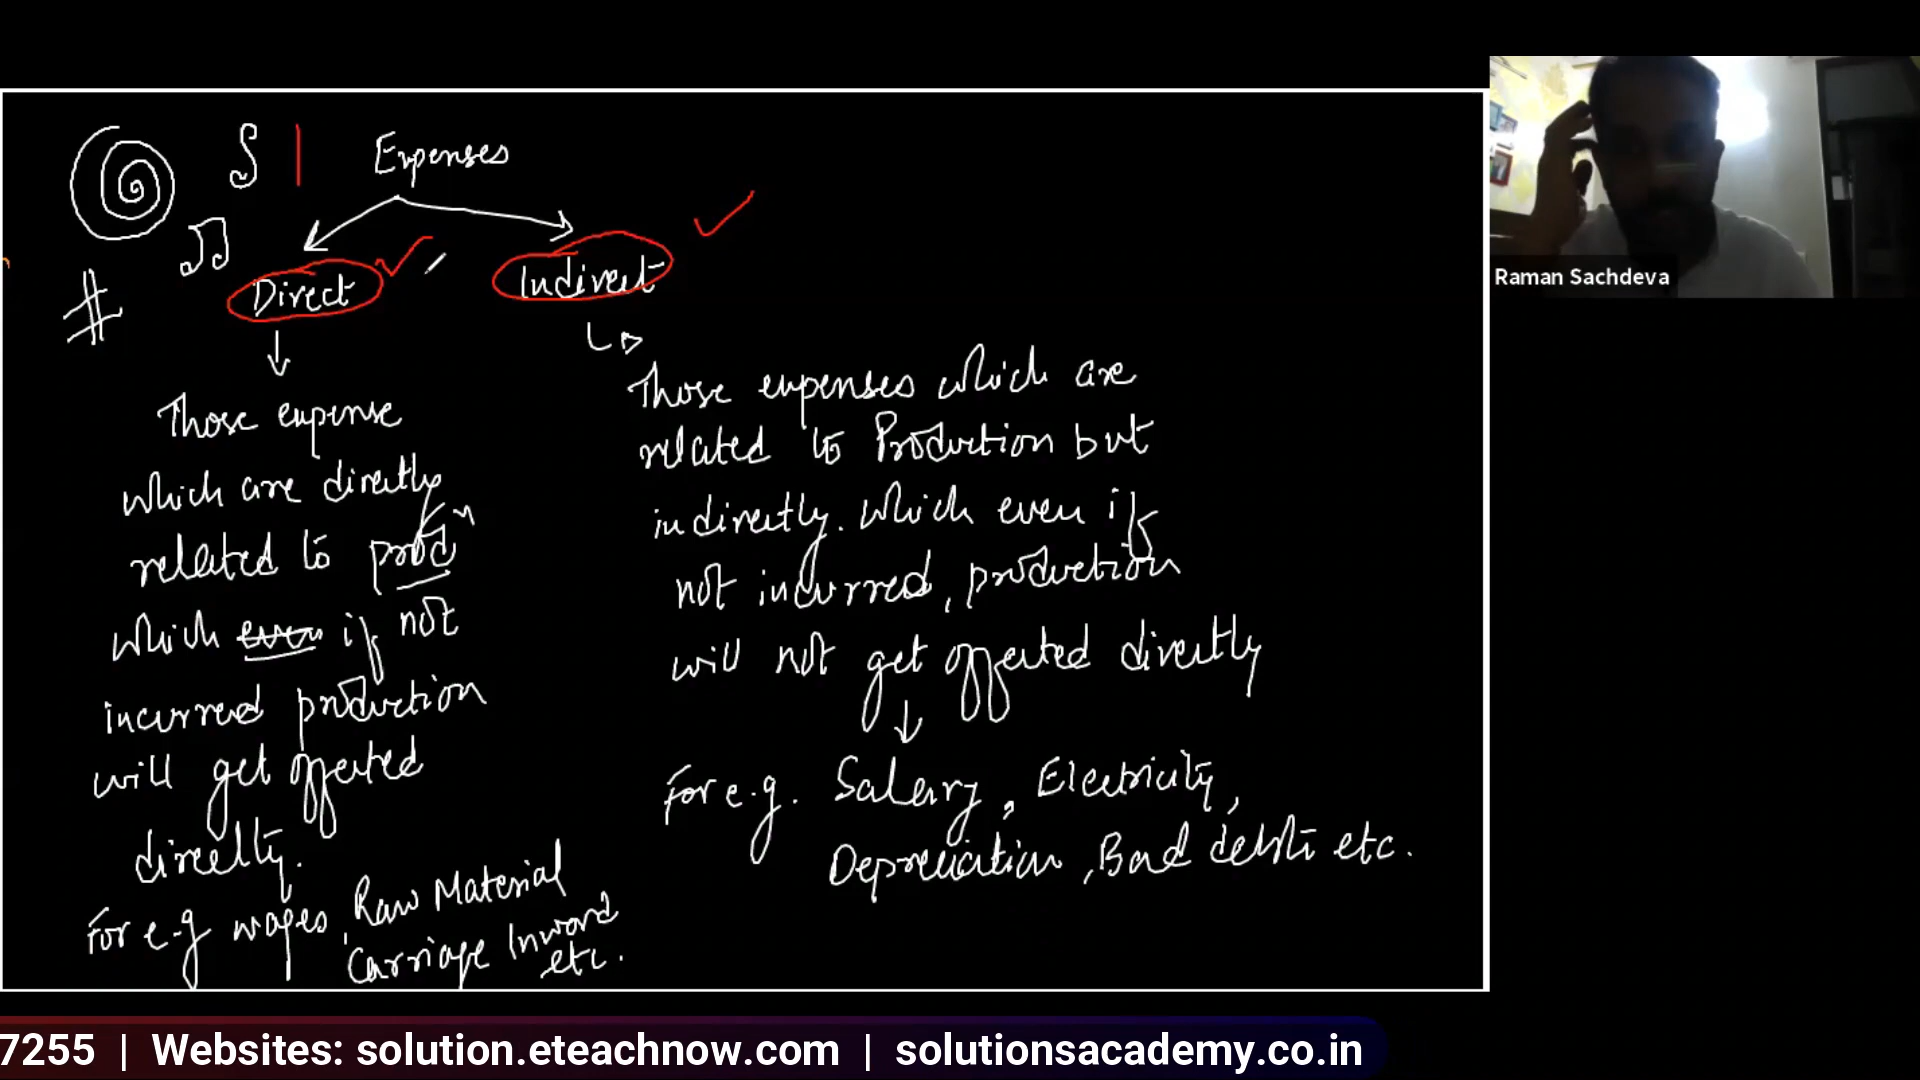 Expenses
Direct
Indirect
Those expense
which are directly
related to prodn
which even if not
incurred production
will get affected
directly.
For e.g wages, Raw Material
Carriage Inward
etc.
Those expenses which are
related to Production but
indirectly. Which even if
not incurred, production
will not get affected directly
For e.g. Salary, Electricity,
Depreciation, Bad debts etc.
Raman Sachdeva
7255 | Websites: solution.eteachnow.com | solutionsacademy.co.in